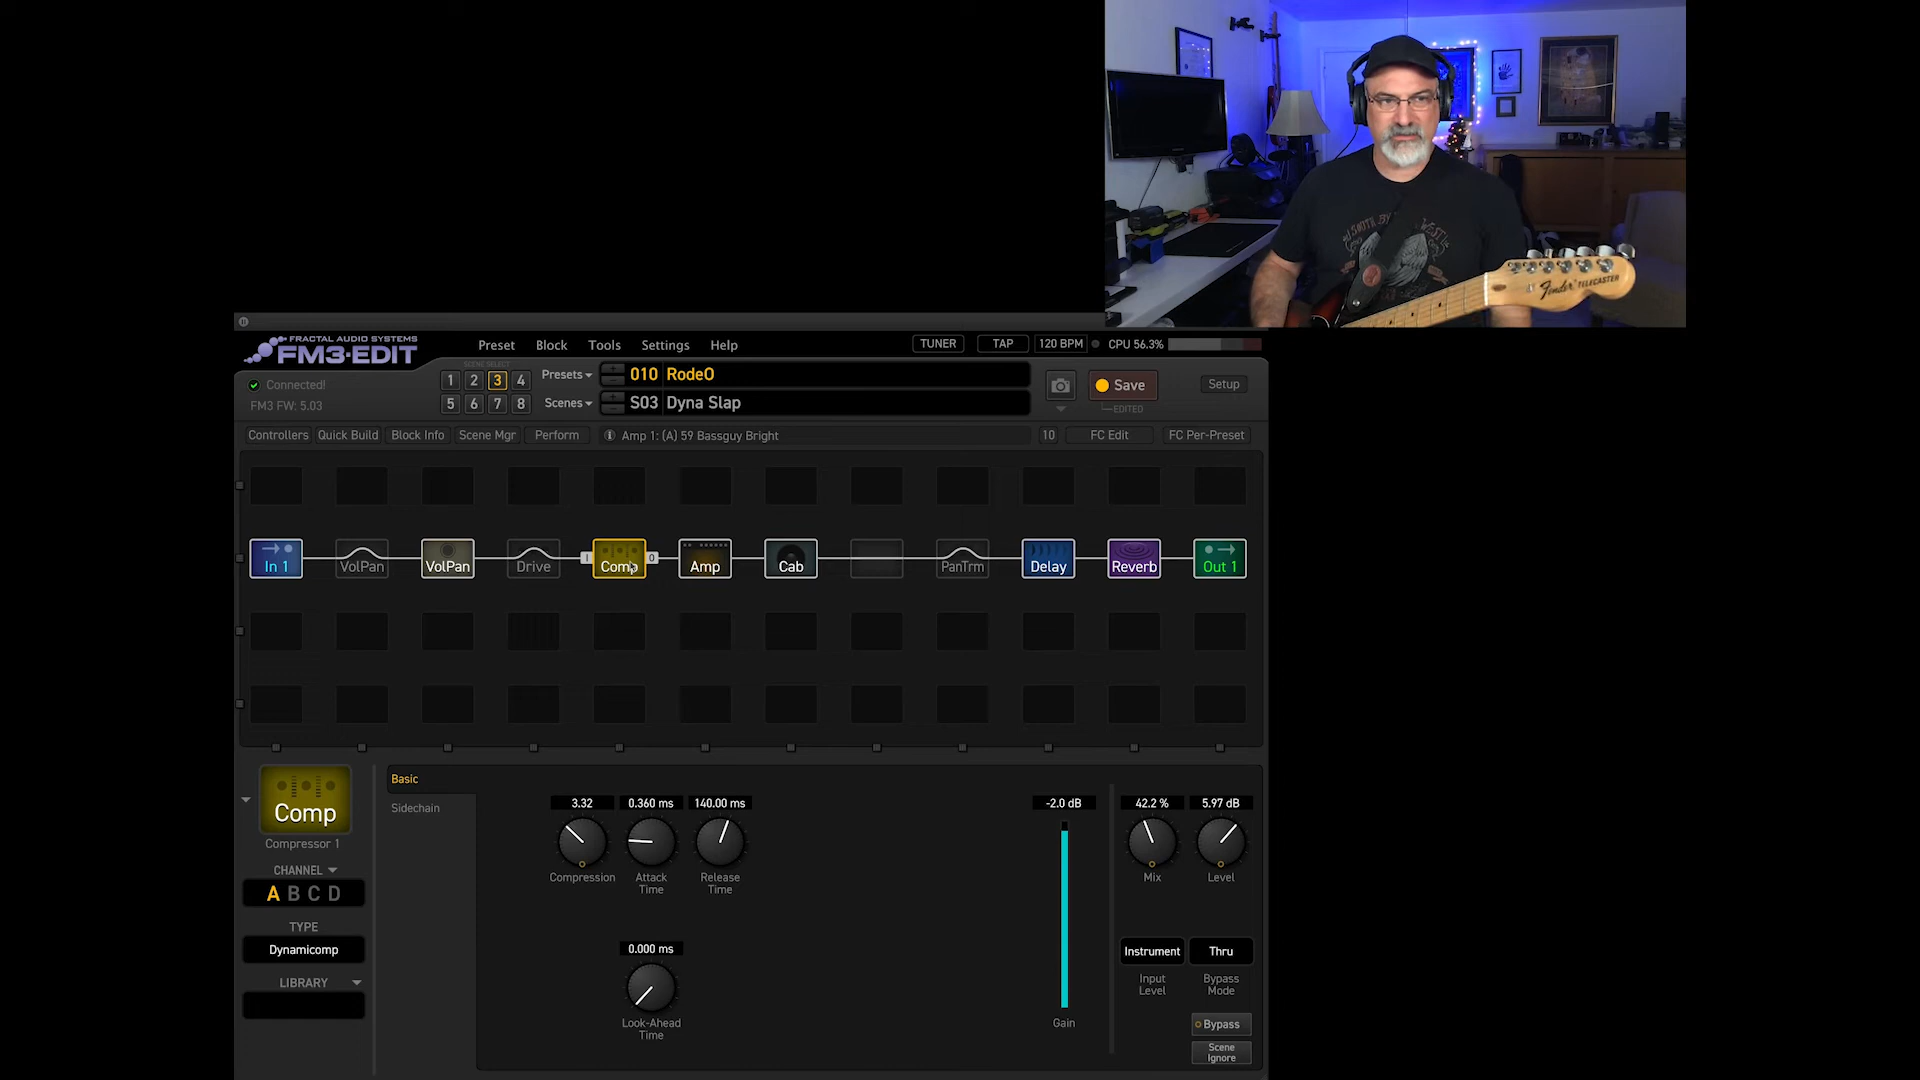 SOUTH BY WEST
Fender TELECASTER
FRACTAL AUDIO SYSTEMS
FM3-EDIT
Preset Block Tools Settings Help
TUNER TAP 120 BPM CPU 56.3%
Connected!
FM3 FW: 5.03
SCENE SELECT
1 2 3 4
5 6 7 8
Presets 010 RodeO
Scenes S03 Dyna Slap
Save
EDITED
Setup
Controllers Quick Build Block Info Scene Mgr Perform Amp 1: (A) 59 Bassguy Bright 10 FC Edit FC Per-Preset
In 1 VolPan VolPan Drive I Comp O Amp Cab PanTrm Delay Reverb Out 1
Comp
Compressor 1
CHANNEL
A B C D
TYPE
Dynamicomp
LIBRARY
Basic
Sidechain
3.32 0.360 ms 140.00 ms
Compression Attack Time Release Time
0.000 ms
Look-Ahead Time
-2.0 dB
Gain
42.2 % 5.97 dB
Mix Level
Instrument Thru
Input Level Bypass Mode
Bypass
Scene Ignore